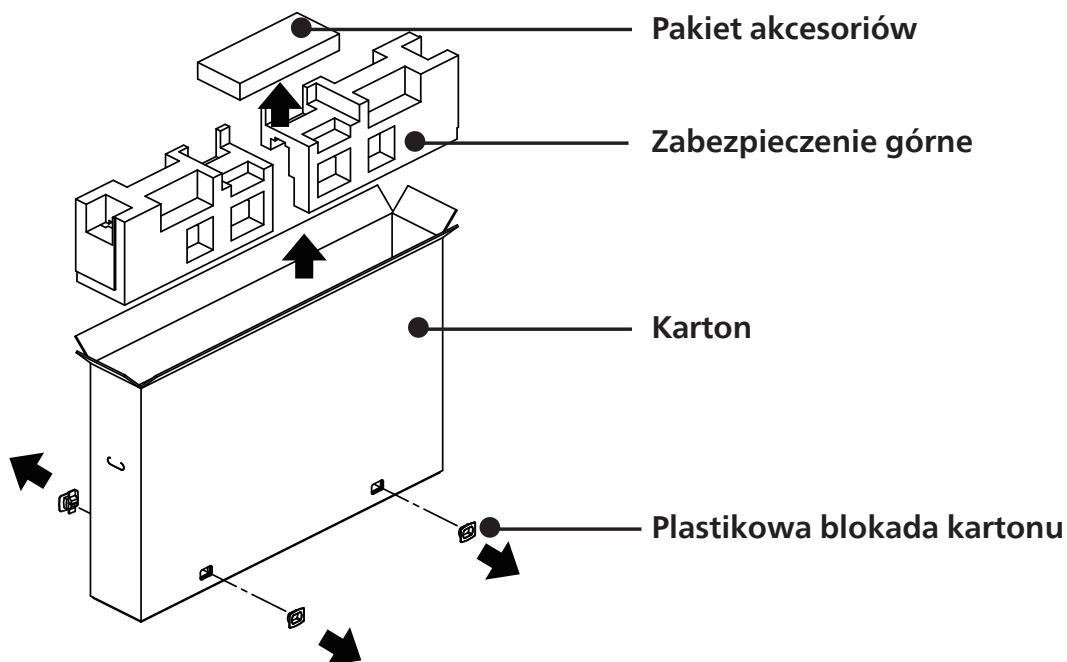 Pakiet akcesoriów
Zabezpieczenie górne
Karton
Plastikowa blokada kartonu